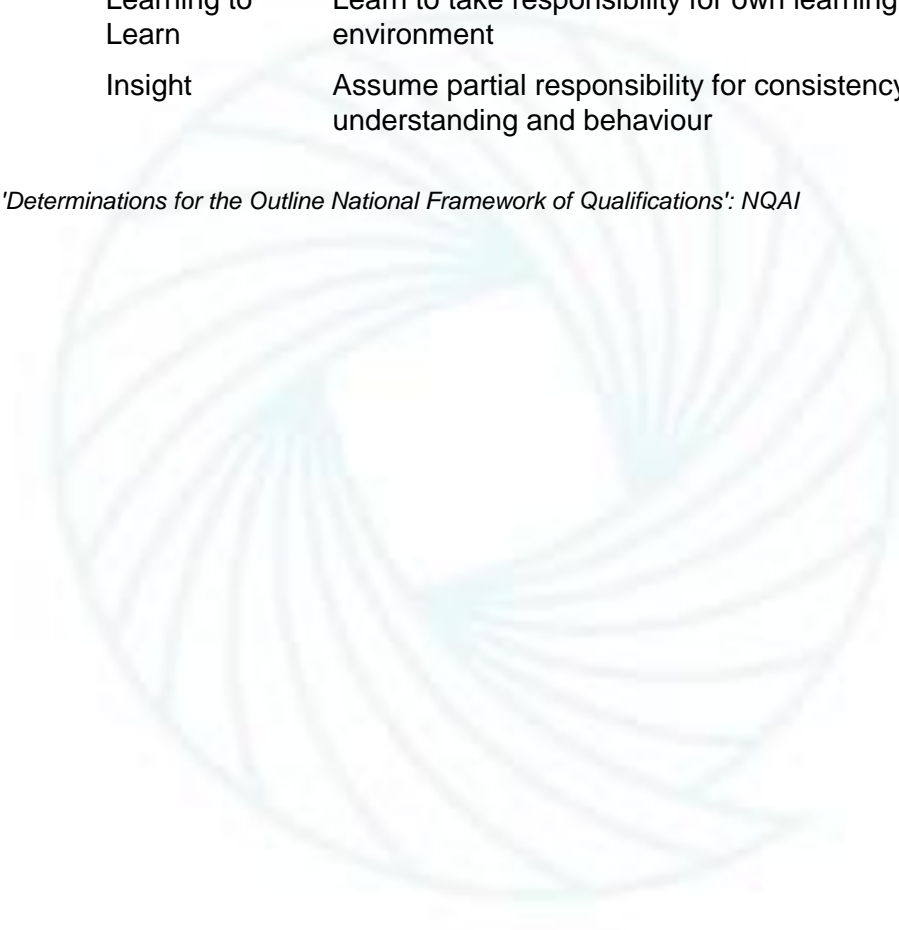 Learning to Learn to take responsibility for own learning
Learn environment
Insight Assume partial responsibility for consistency
understanding and behaviour
'Determinations for the Outline National Framework of Qualifications': NQAI